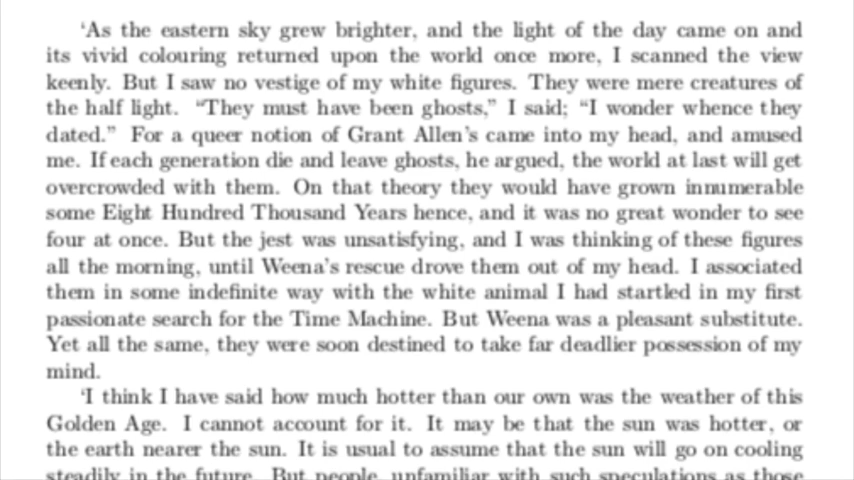 ‘As the eastern sky grew brighter, and the light of the day came on and
its vivid colouring returned upon the world once more, I scanned the view
keenly. But I saw no vestige of my white figures. They were mere creatures of
the half light. “They must have been ghosts,” I said; “I wonder whence they
dated.” For a queer notion of Grant Allen’s came into my head, and amused
me. If each generation die and leave ghosts, he argued, the world at last will get
overcrowded with them. On that theory they would have grown innumerable
some Eight Hundred Thousand Years hence, and it was no great wonder to see
four at once. But the jest was unsatisfying, and I was thinking of these figures
all the morning, until Weena’s rescue drove them out of my head. I associated
them in some indefinite way with the white animal I had startled in my first
passionate search for the Time Machine. But Weena was a pleasant substitute.
Yet all the same, they were soon destined to take far deadlier possession of my
mind.
‘I think I have said how much hotter than our own was the weather of this
Golden Age. I cannot account for it. It may be that the sun was hotter, or
the earth nearer the sun. It is usual to assume that the sun will go on cooling
steadily in the future. But people, unfamiliar with such speculations as those